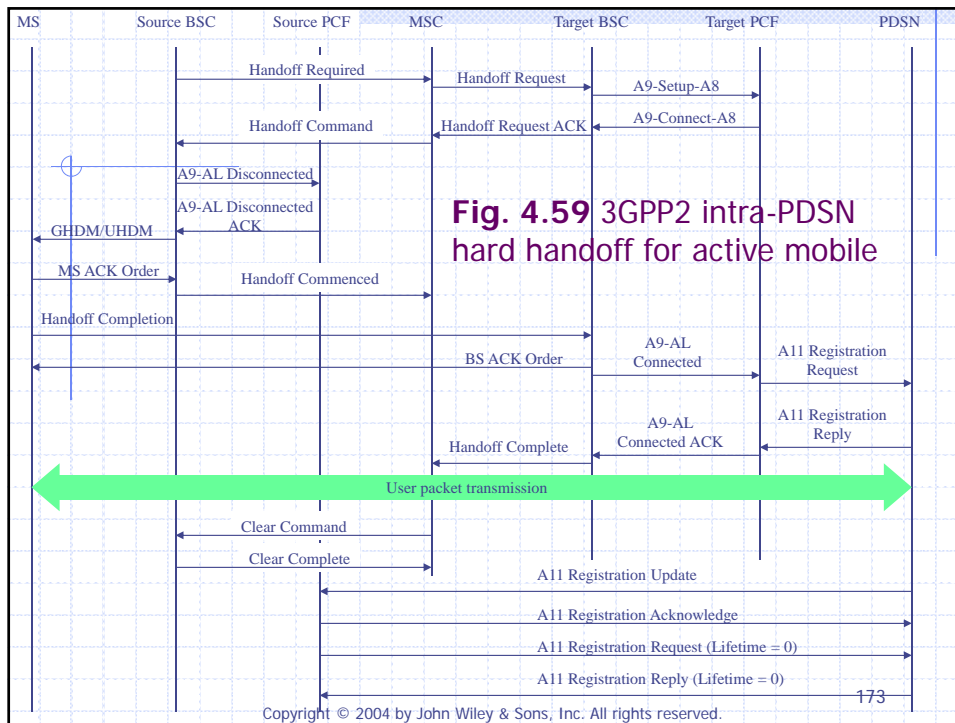 MS Source BSC Source PCF MSC Target BSC Target PCF PDSN
Handoff Required
Handoff Request
A9-Setup-A8
A9-Connect-A8
Handoff Request ACK
Handoff Command
A9-AL Disconnected
A9-AL Disconnected
ACK
Fig. 4.59 3GPP2 intra-PDSN
hard handoff for active mobile
GHDM/UHDM
MS ACK Order
Handoff Commenced
Handoff Completion
BS ACK Order
A9-AL
Connected
A11 Registration
Request
A11 Registration
Reply
A9-AL
Connected ACK
Handoff Complete
User packet transmission
Clear Command
Clear Complete
A11 Registration Update
A11 Registration Acknowledge
A11 Registration Request (Lifetime = 0)
A11 Registration Reply (Lifetime = 0)
173
Copyright © 2004 by John Wiley & Sons, Inc. All rights reserved.